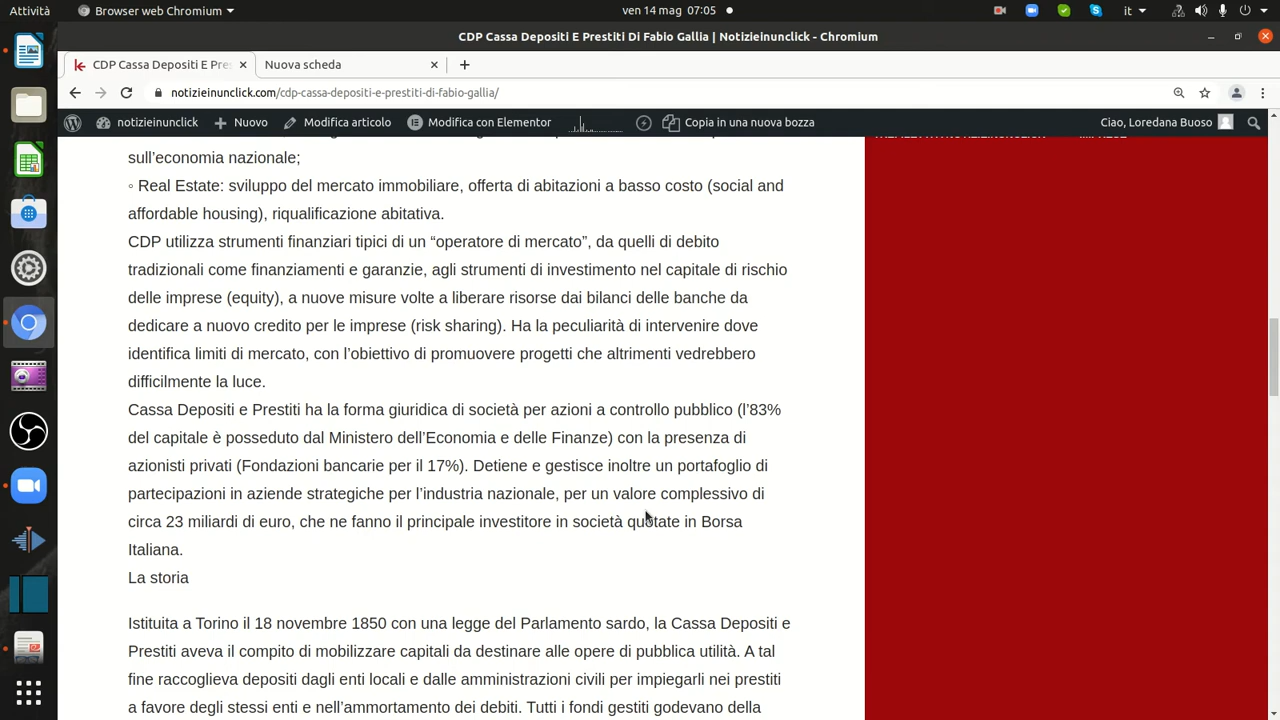 Attività
Browser web Chromium
ven 14 mag 07:05
it
CDP Cassa Depositi E Prestiti Di Fabio Gallia | Notizieinunclick - Chromium
CDP Cassa Depositi E Pres
Nuova scheda
notizieinunclick.com/cdp-cassa-depositi-e-prestiti-di-fabio-gallia/
notizieinunclick
Nuovo
Modifica articolo
Modifica con Elementor
Copia in una nuova bozza
Ciao, Loredana Buoso
sull’economia nazionale;
◦ Real Estate: sviluppo del mercato immobiliare, offerta di abitazioni a basso costo (social and
affordable housing), riqualificazione abitativa.
CDP utilizza strumenti finanziari tipici di un “operatore di mercato”, da quelli di debito
tradizionali come finanziamenti e garanzie, agli strumenti di investimento nel capitale di rischio
delle imprese (equity), a nuove misure volte a liberare risorse dai bilanci delle banche da
dedicare a nuovo credito per le imprese (risk sharing). Ha la peculiarità di intervenire dove
identifica limiti di mercato, con l’obiettivo di promuovere progetti che altrimenti vedrebbero
difficilmente la luce.
Cassa Depositi e Prestiti ha la forma giuridica di società per azioni a controllo pubblico (l’83%
del capitale è posseduto dal Ministero dell’Economia e delle Finanze) con la presenza di
azionisti privati (Fondazioni bancarie per il 17%). Detiene e gestisce inoltre un portafoglio di
partecipazioni in aziende strategiche per l’industria nazionale, per un valore complessivo di
circa 23 miliardi di euro, che ne fanno il principale investitore in società quotate in Borsa
Italiana.
La storia
Istituita a Torino il 18 novembre 1850 con una legge del Parlamento sardo, la Cassa Depositi e
Prestiti aveva il compito di mobilizzare capitali da destinare alle opere di pubblica utilità. A tal
fine raccoglieva depositi dagli enti locali e dalle amministrazioni civili per impiegarli nei prestiti
a favore degli stessi enti e nell’ammortamento dei debiti. Tutti i fondi gestiti godevano della